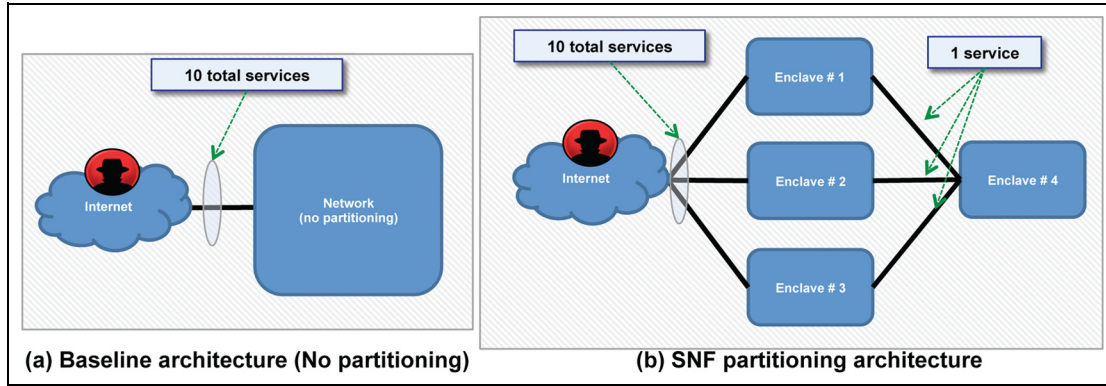 10 total services
Internet
Network
(no partitioning)
(a) Baseline architecture (No partitioning)
10 total services
1 service
Enclave # 1
Internet
Enclave # 2
Enclave # 4
Enclave # 3
(b) SNF partitioning architecture